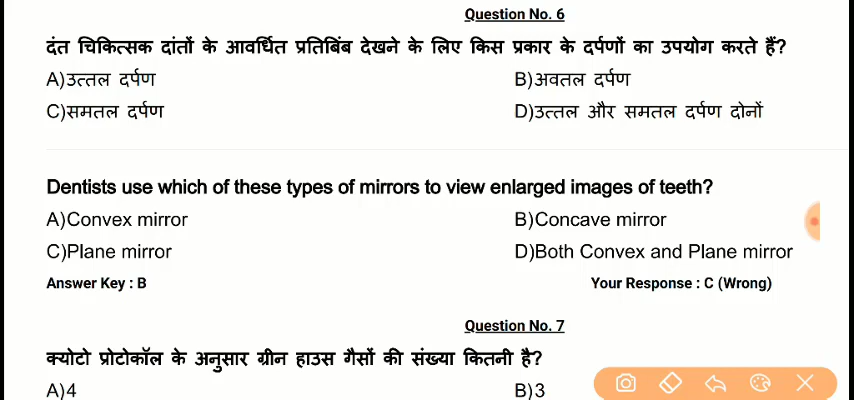 Question No. 6
दंत चिकित्सक दांतों के आवर्धित प्रतिबिंब देखने के लिए किस प्रकार के दर्पणों का उपयोग करते हैं?
A)उत्तल दर्पण B)अवतल दर्पण
C)समतल दर्पण D)उत्तल और समतल दर्पण दोनों
Dentists use which of these types of mirrors to view enlarged images of teeth?
A)Convex mirror B)Concave mirror
C)Plane mirror D)Both Convex and Plane mirror
Answer Key : B Your Response : C (Wrong)
Question No. 7
क्योटो प्रोटोकॉल के अनुसार ग्रीन हाउस गैसों की संख्या कितनी है?
A)4 B)3